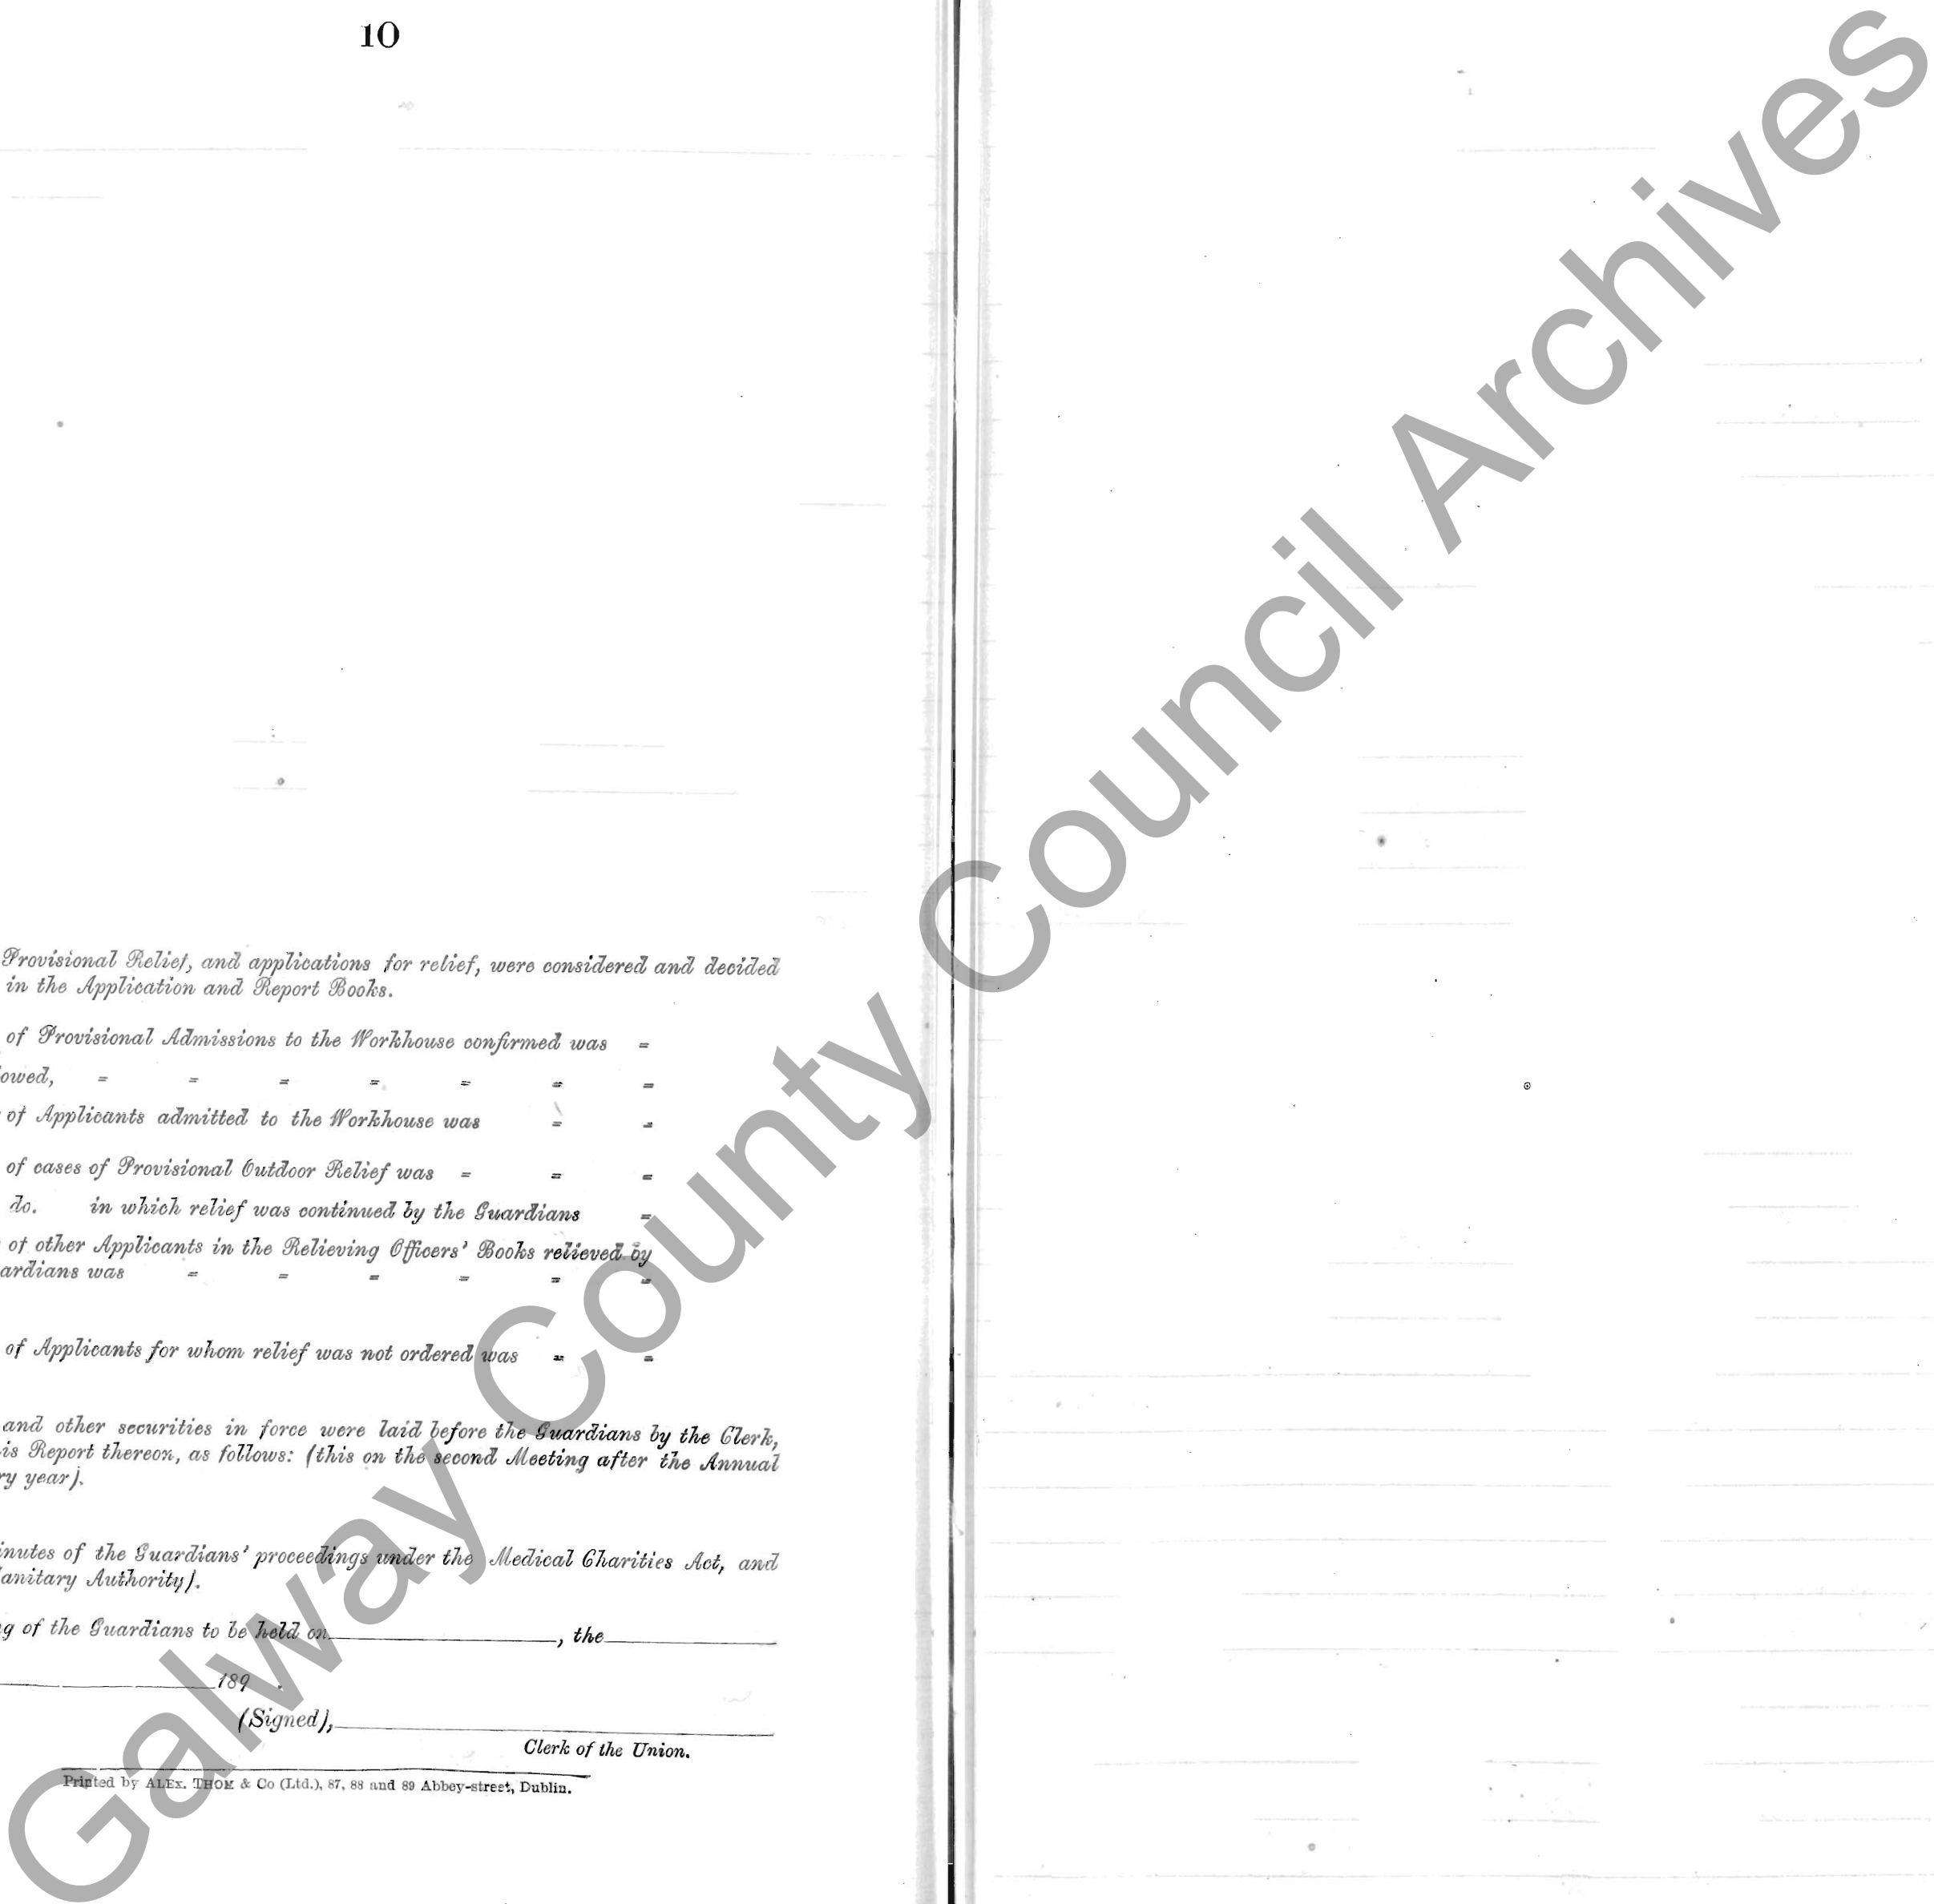 10
Provisional Relief, and applications for relief, were considered and decided
in the Application and Report Books.
of Provisional Admissions to the Workhouse confirmed was =
owed, = = = = = = =
of Applicants admitted to the Workhouse was = =
of cases of Provisional Outdoor Relief was = = =
do. in which relief was continued by the Guardians =
of other Applicants in the Relieving Officers' Books relieved by
ardians was = = = = = =
of Applicants for whom relief was not ordered was = =
and other securities in force were laid before the Guardians by the Clerk,
is Report thereon, as follows: (this on the second Meeting after the Annual
ry year).
inutes of the Guardians' proceedings under the Medical Charities Act, and
anitary Authority).
g of the Guardians to be held on , the
189 .
(Signed),
Clerk of the Union.
Printed by ALEX. THOM & Co (Ltd.), 87, 88 and 89 Abbey-street, Dublin.
Galway County Council Archives